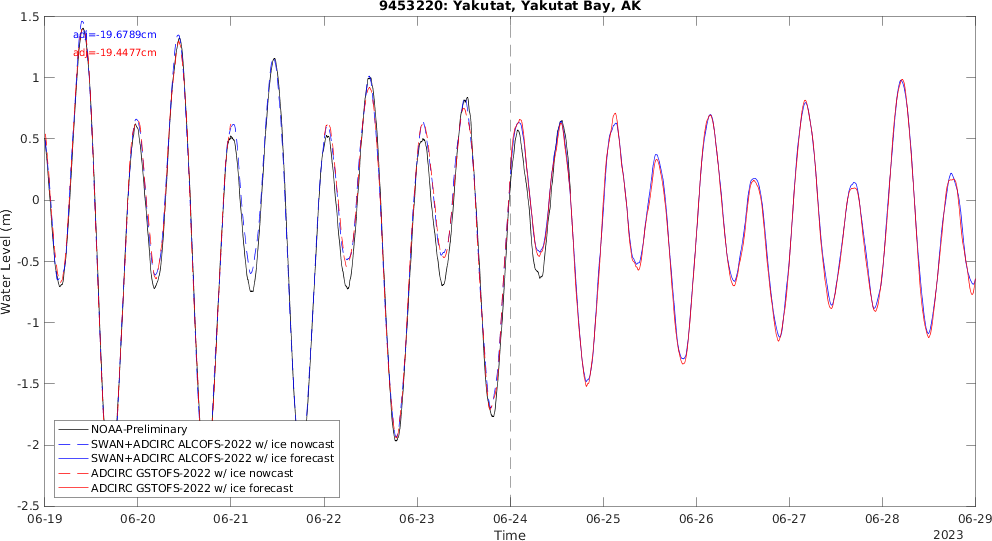 9453220: Yakutat, Yakutat Bay, AK
1.5
adj=-19.6789cm
adj=-19.4477cm
1
0.5
0
-0.5
-1
-1.5
-2
-2.5
Water Level (m)
NOAA-Preliminary
SWAN+ADCIRC ALCOFS-2022 w/ ice nowcast
SWAN+ADCIRC ALCOFS-2022 w/ ice forecast
ADCIRC GSTOFS-2022 w/ ice nowcast
ADCIRC GSTOFS-2022 w/ ice forecast
06-19 06-20 06-21 06-22 06-23 06-24 06-25 06-26 06-27 06-28 06-29
Time
2023